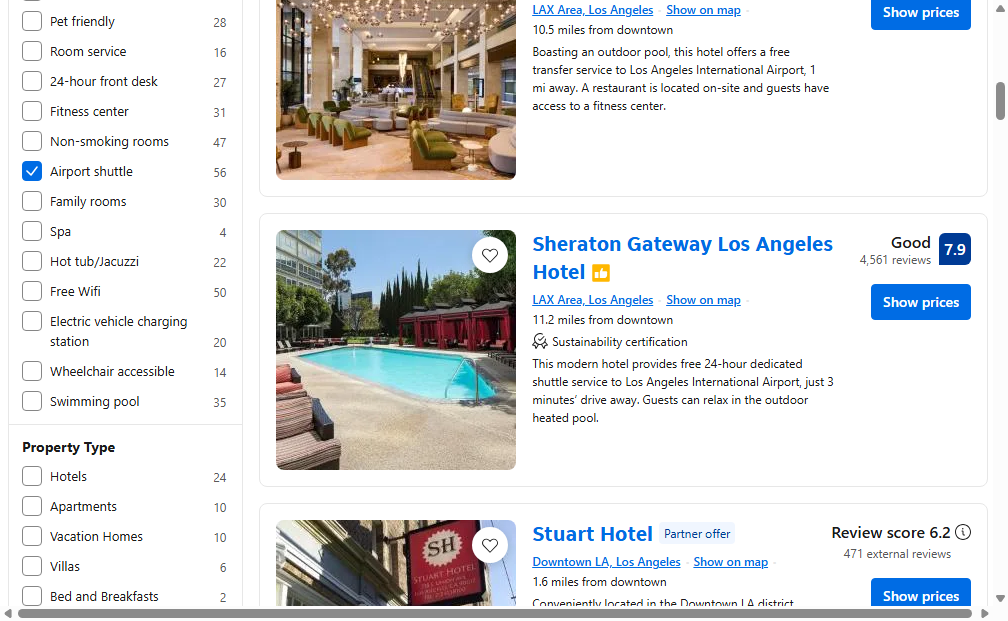 Pet friendly 28
Room service 16
24-hour front desk 27
Fitness center 31
Non-smoking rooms 47
Airport shuttle 56
Family rooms 30
Spa 4
Hot tub/Jacuzzi 22
Free Wifi 50
Electric vehicle charging
station 20
Wheelchair accessible 14
Swimming pool 35
Property Type
Hotels 24
Apartments 10
Vacation Homes 10
Villas 6
Bed and Breakfasts 2
LAX Area, Los Angeles · Show on map ·
10.5 miles from downtown
Boasting an outdoor pool, this hotel offers a free
transfer service to Los Angeles International Airport, 1
mi away. A restaurant is located on-site and guests have
access to a fitness center.
Show prices
Sheraton Gateway Los Angeles
Hotel
LAX Area, Los Angeles · Show on map ·
11.2 miles from downtown
Sustainability certification
This modern hotel provides free 24-hour dedicated
shuttle service to Los Angeles International Airport, just 3
minutes’ drive away. Guests can relax in the outdoor
heated pool.
Good
4,561 reviews
7.9
Show prices
SH
STUART HOTEL
Stuart Hotel Partner offer
Downtown LA, Los Angeles · Show on map ·
1.6 miles from downtown
Conveniently located in the Downtown LA district
Review score 6.2
471 external reviews
Show prices